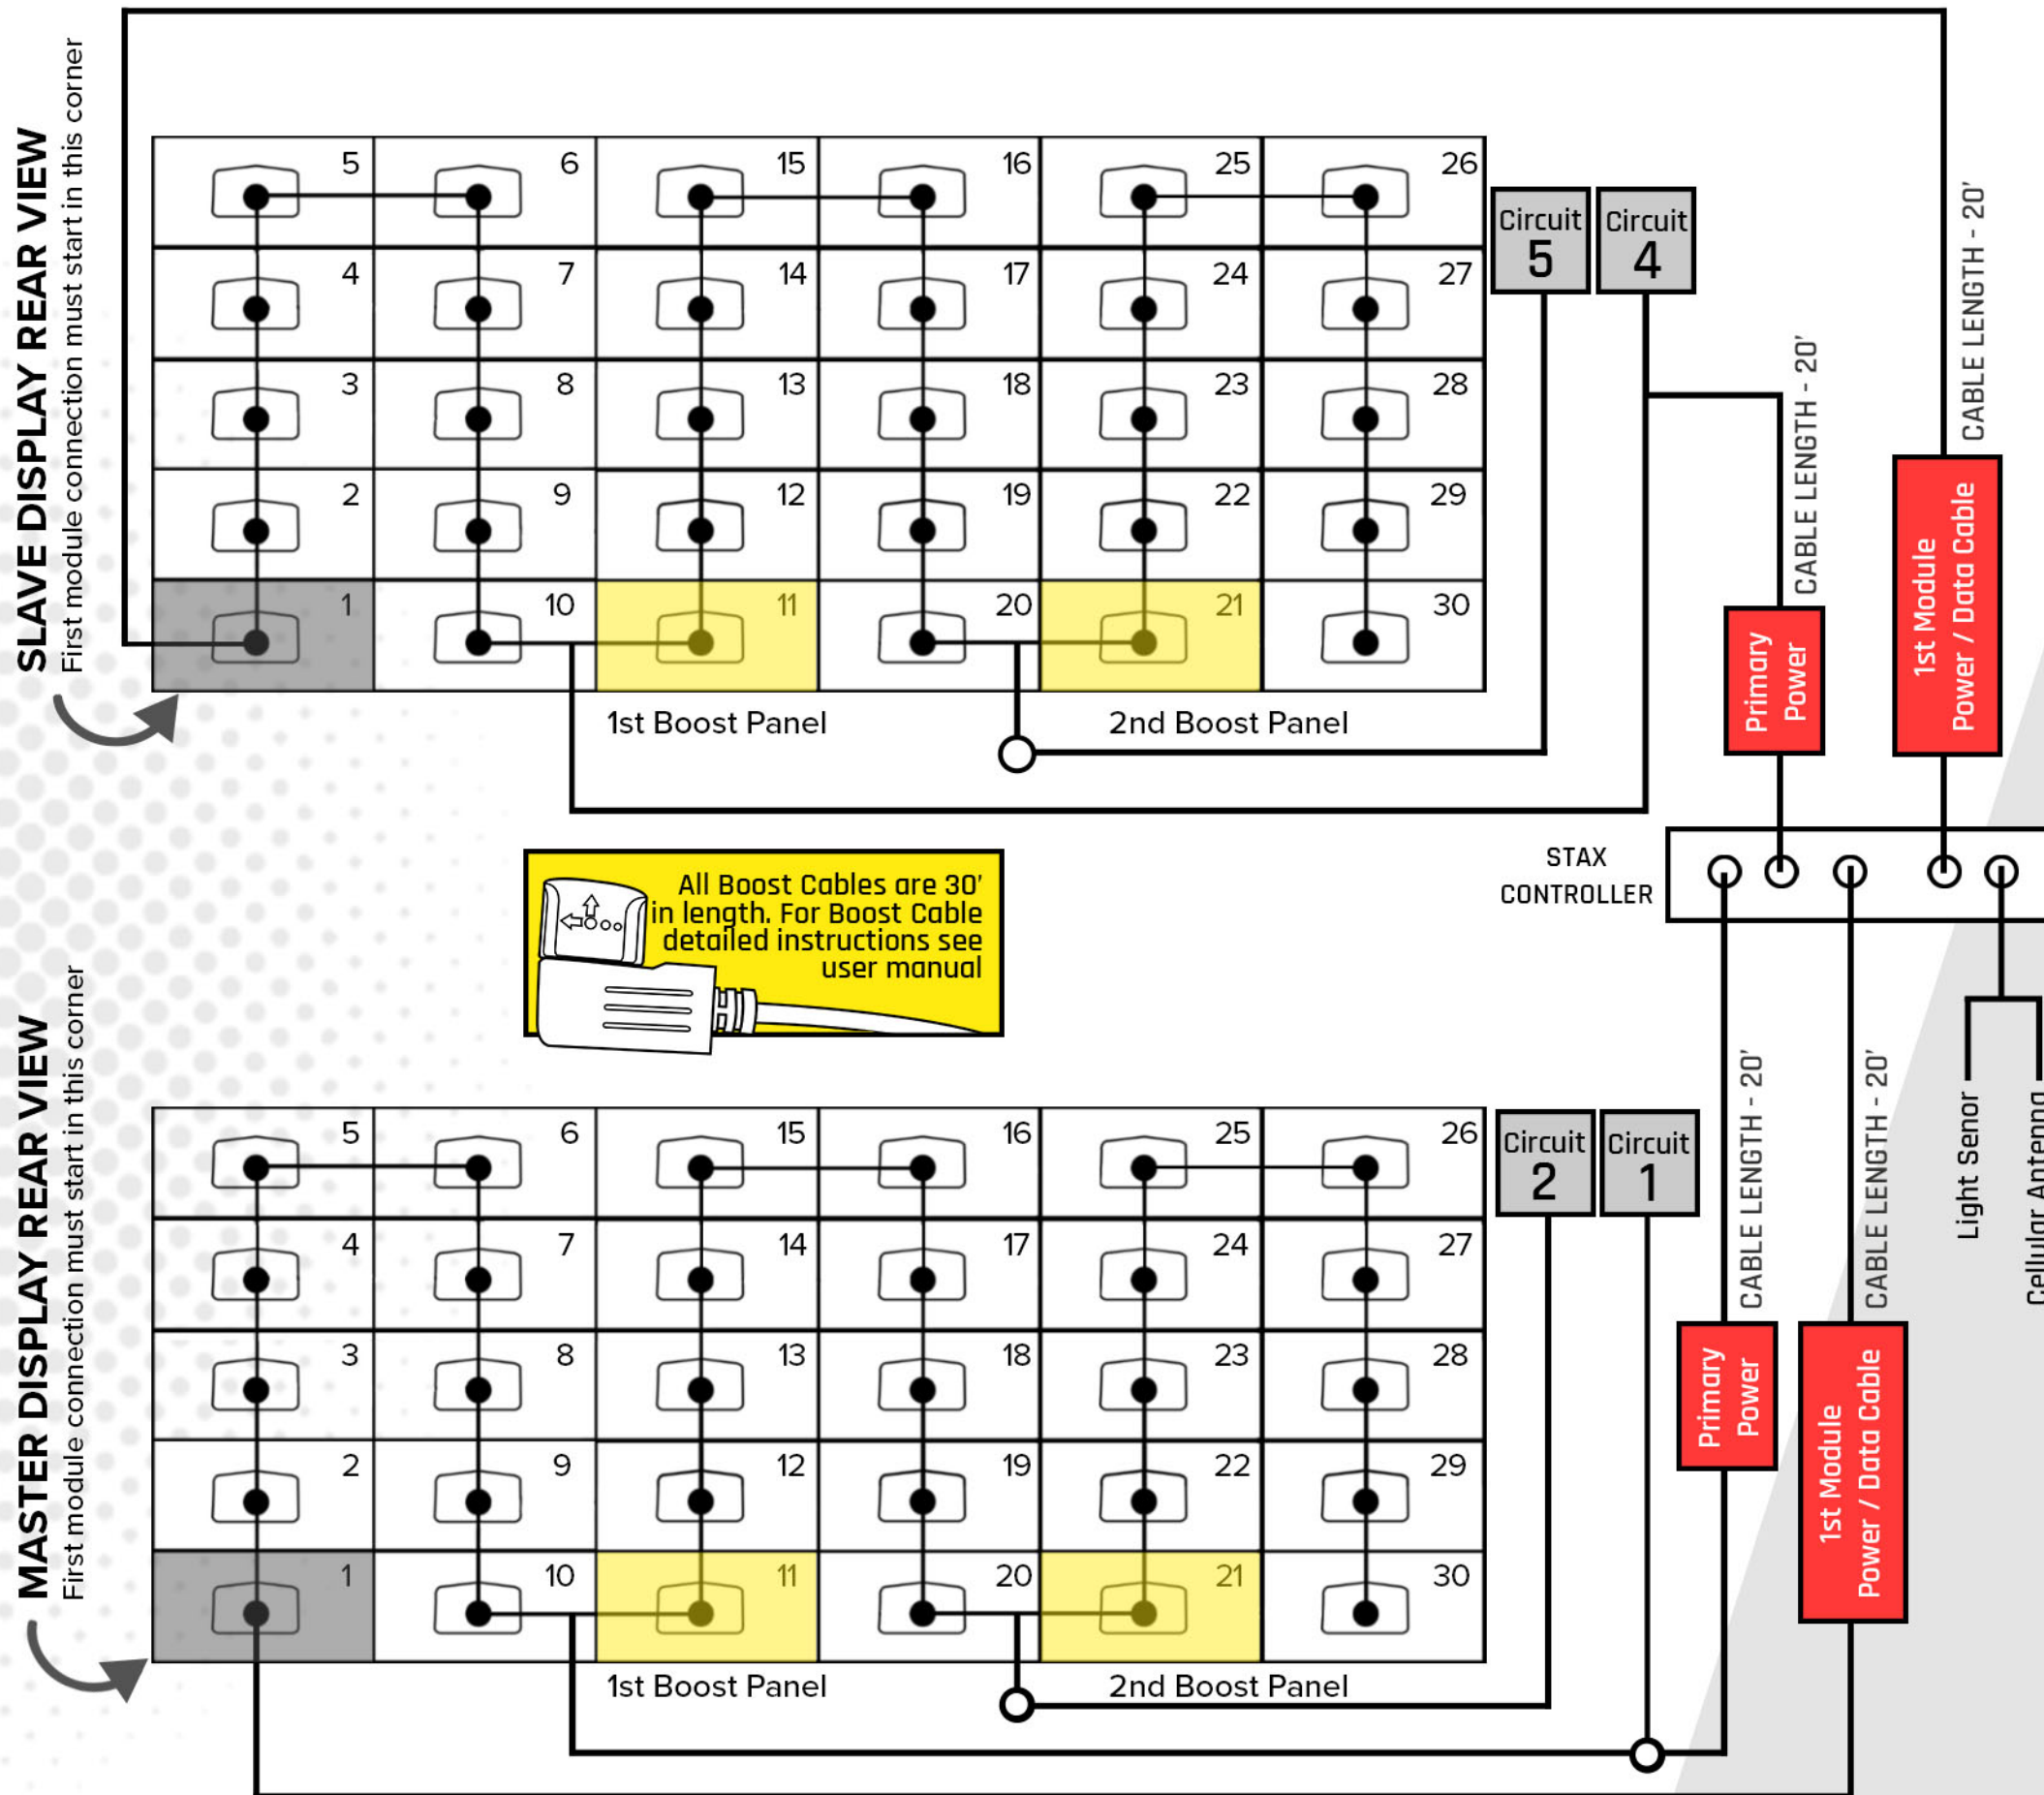 SLAVE DISPLAY REAR VIEW
First module connection must start in this corner
5 6 15 16 25 26
4 7 14 17 24 27
3 8 13 18 23 28
2 9 12 19 22 29
1 10 11 20 21 30
1st Boost Panel
2nd Boost Panel
Circuit
5
Circuit
4
CABLE LENGTH - 20'
Primary
Power
CABLE LENGTH - 20'
1st Module
Power / Data Cable
All Boost Cables are 30'
in length. For Boost Cable
detailed instructions see
user manual
STAX
CONTROLLER
MASTER DISPLAY REAR VIEW
First module connection must start in this corner
5 6 15 16 25 26
4 7 14 17 24 27
3 8 13 18 23 28
2 9 12 19 22 29
1 10 11 20 21 30
1st Boost Panel
2nd Boost Panel
Circuit
2
Circuit
1
CABLE LENGTH - 20'
Primary
Power
CABLE LENGTH - 20'
1st Module
Power / Data Cable
Light Senor
Cellular Antenna